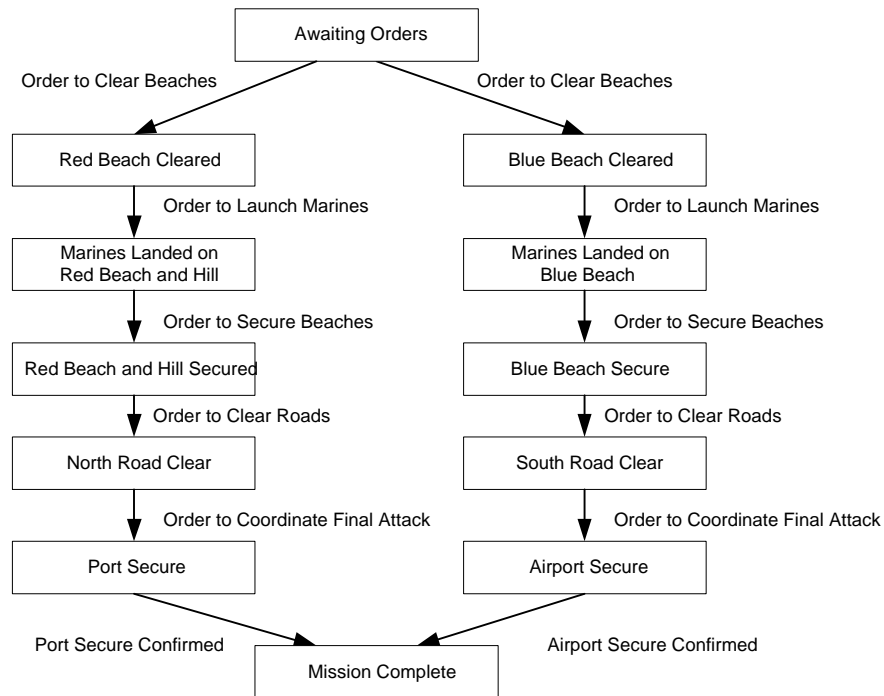 Awaiting Orders
Order to Clear Beaches
Order to Clear Beaches
Red Beach Cleared
Blue Beach Cleared
Order to Launch Marines
Order to Launch Marines
Marines Landed on
Red Beach and Hill
Marines Landed on
Blue Beach
Order to Secure Beaches
Order to Secure Beaches
Red Beach and Hill Secured
Blue Beach Secure
Order to Clear Roads
Order to Clear Roads
North Road Clear
South Road Clear
Order to Coordinate Final Attack
Order to Coordinate Final Attack
Port Secure
Airport Secure
Port Secure Confirmed
Airport Secure Confirmed
Mission Complete